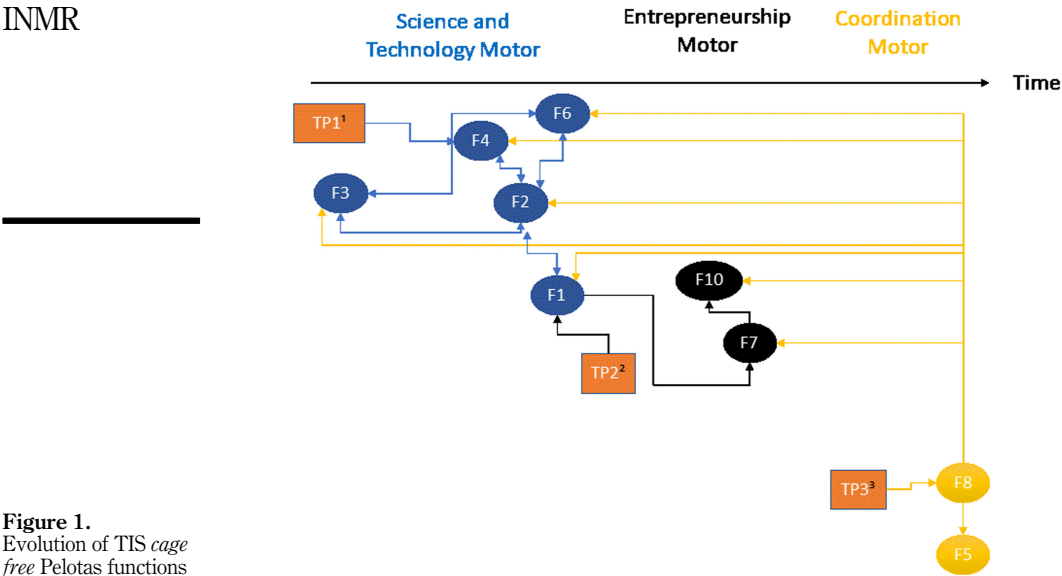 INMR
Science and
Technology Motor
Entrepreneurship
Motor
Coordination
Motor
Time
TP1¹
F6
F4
F3
F2
F10
F1
F7
TP2²
TP3³
F8
F5
Figure 1.
Evolution of TIS cage
free Pelotas functions